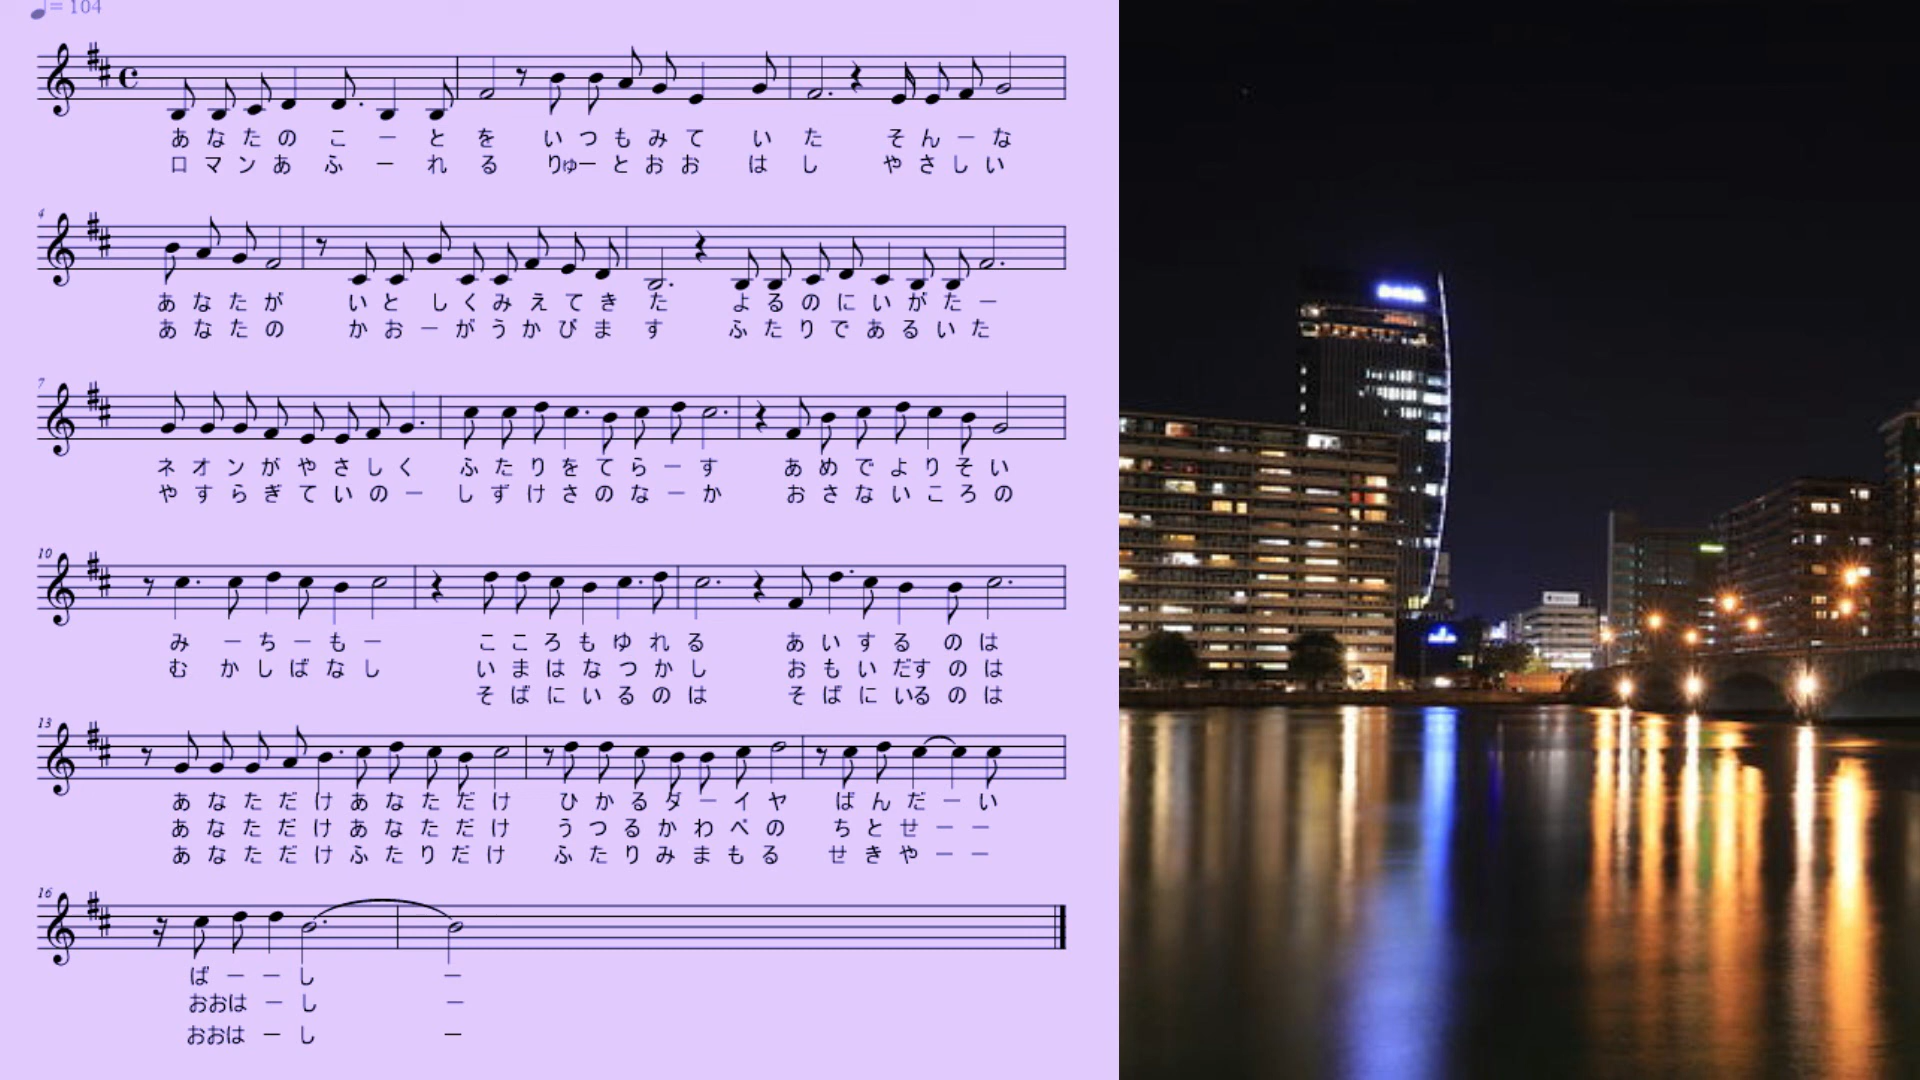 = 104
あなたのこーとを いつもみていた そんーな
ロマンあふーれる りゅーとおおはし やさしい
4
あなたが いとしくみえてきた よるのにいがたー
あなたの かおーがうかびます ふたりであるいた
7
ネオンがやさしく ふたりをてらーす あめでよりそい
やすらぎていのー しずけさのなーか おさないころの
10
みーちーもー こころもゆれる あいするのは
むかしばなし いまはなつかし おもいだすのは
そばにいるのは そばにいるのは
13
あなただけあなただけ ひかるダーイヤ ばんだーい
あなただけあなただけ うつるかわべの ちとせーー
あなただけふたりだけ ふたりみまもる せきやーー
16
ばーーし ー
おおはーし ー
おおはーし ー